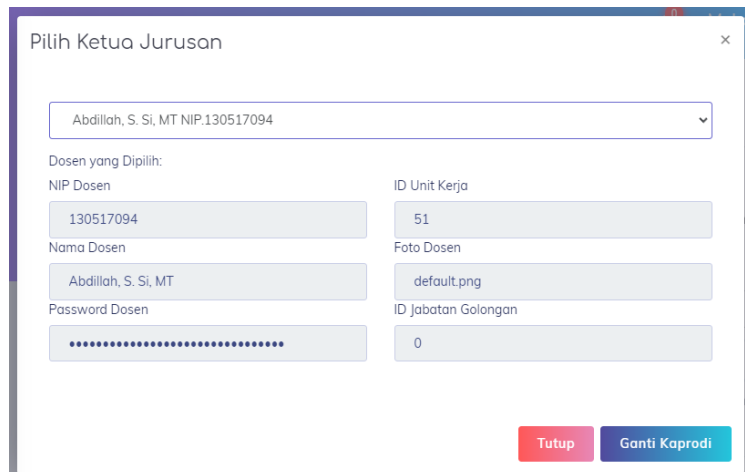 Pilih Ketua Jurusan
×
Abdillah, S. Si, MT NIP.130517094
Dosen yang Dipilih:
NIP Dosen
ID Unit Kerja
130517094
51
Nama Dosen
Foto Dosen
Abdillah, S. Si, MT
default.png
Password Dosen
ID Jabatan Golongan
••••••••••••••••••••••••••••••••
0
Tutup
Ganti Kaprodi